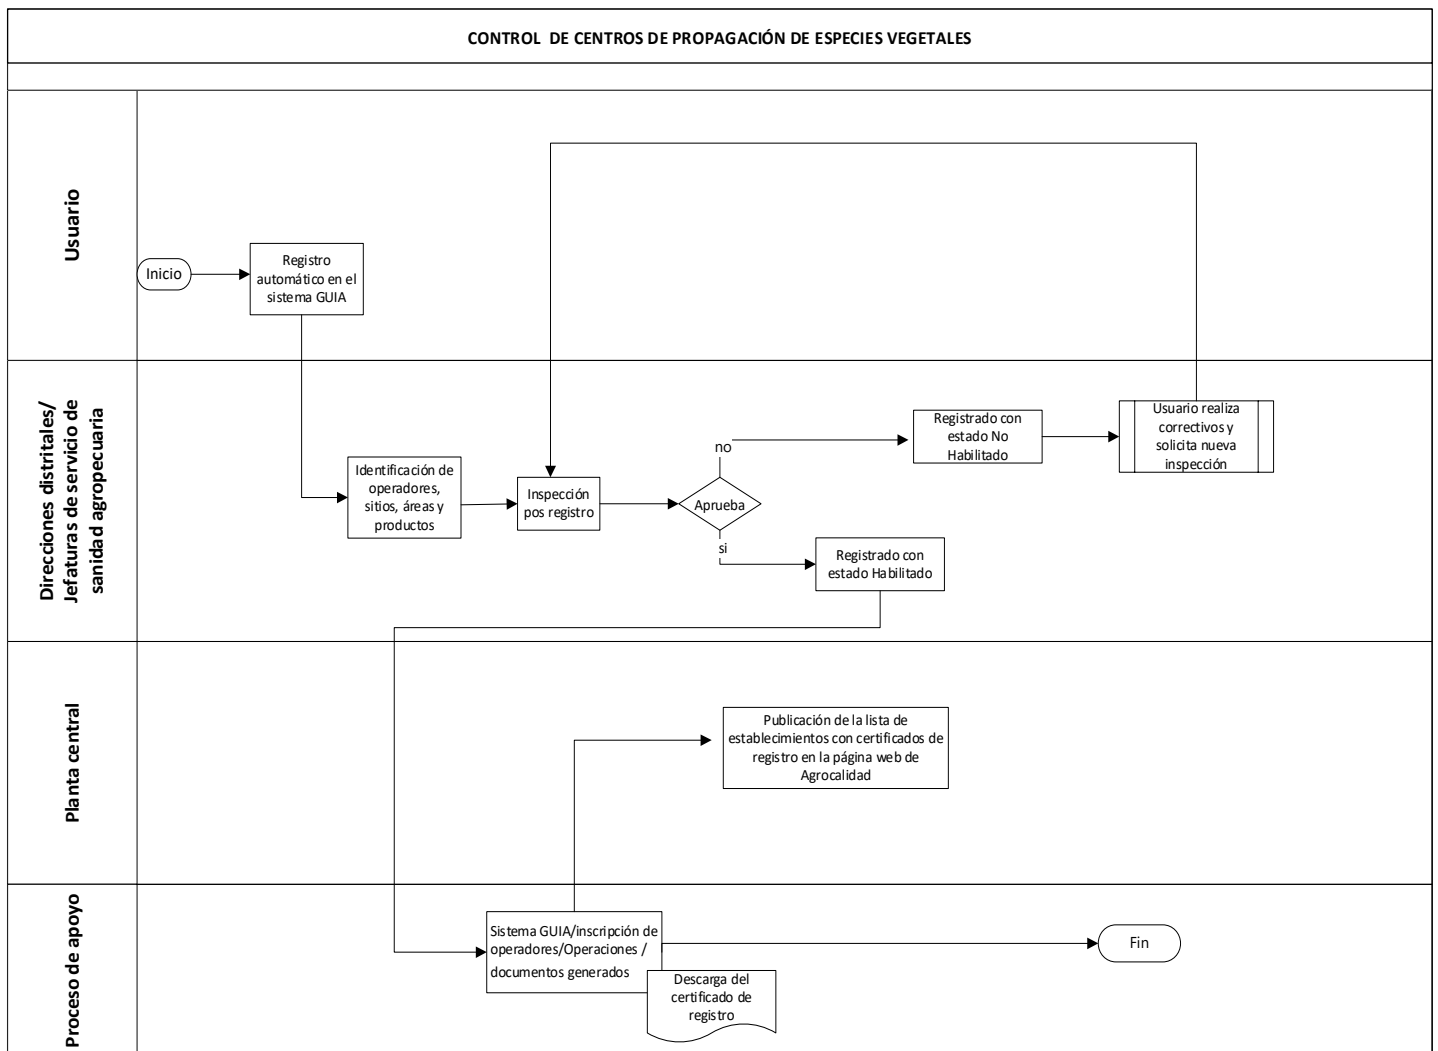 CONTROL DE CENTROS DE PROPAGACIÓN DE ESPECIES VEGETALES
Usuario
Inicio
Registro
automático en el
sistema GUIA
Direcciones distritales/
Jefaturas de servicio de
sanidad agropecuaria
Identificación de
operadores,
sitios, áreas y
productos
Inspección
pos registro
Aprueba
no
si
Registrado con
estado No
Habilitado
Usuario realiza
correctivos y
solicita nueva
inspección
Registrado con
estado Habilitado
Planta central
Publicación de la lista de
establecimientos con certificados de
registro en la página web de
Agrocalidad
Proceso de apoyo
Sistema GUIA/inscripción de
operadores/Operaciones /
documentos generados
Descarga del
certificado de
registro
Fin